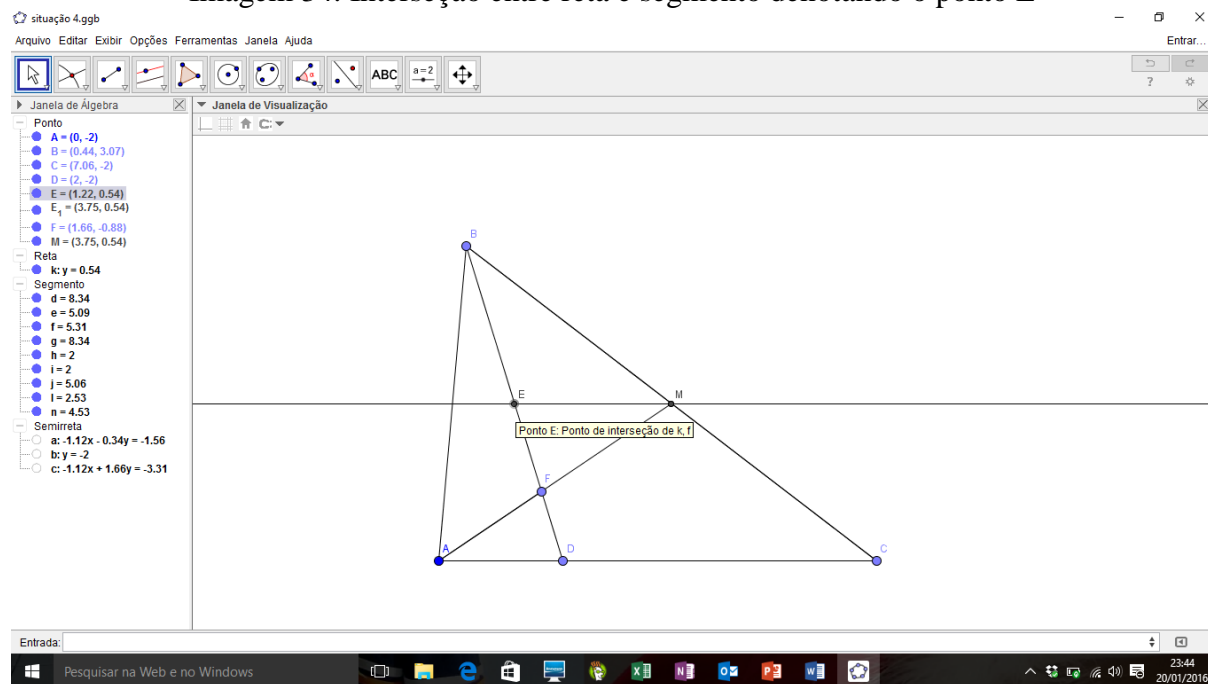 Imagem 34: Interseção entre reta e segmento denotando o ponto E
situação 4.ggb
Arquivo Editar Exibir Opções Ferramentas Janela Ajuda
Entrar...
ABC
a=2
Janela de Álgebra
Janela de Visualização
Ponto
A = (0, -2)
B = (0.44, 3.07)
C = (7.06, -2)
D = (2, -2)
E = (1.22, 0.54)
E₁ = (3.75, 0.54)
F = (1.66, -0.88)
M = (3.75, 0.54)
Reta
k: y = 0.54
Segmento
d = 8.34
e = 5.09
f = 5.31
g = 8.34
h = 2
i = 2
j = 5.06
l = 2.53
n = 4.53
Semirreta
a: -1.12x - 0.34y = -1.56
b: y = -2
c: -1.12x + 1.66y = -3.31
B
E
M
Ponto E: Ponto de interseção de k, f
F
A
D
C
Entrada:
Pesquisar na Web e no Windows
23:44
20/01/2016